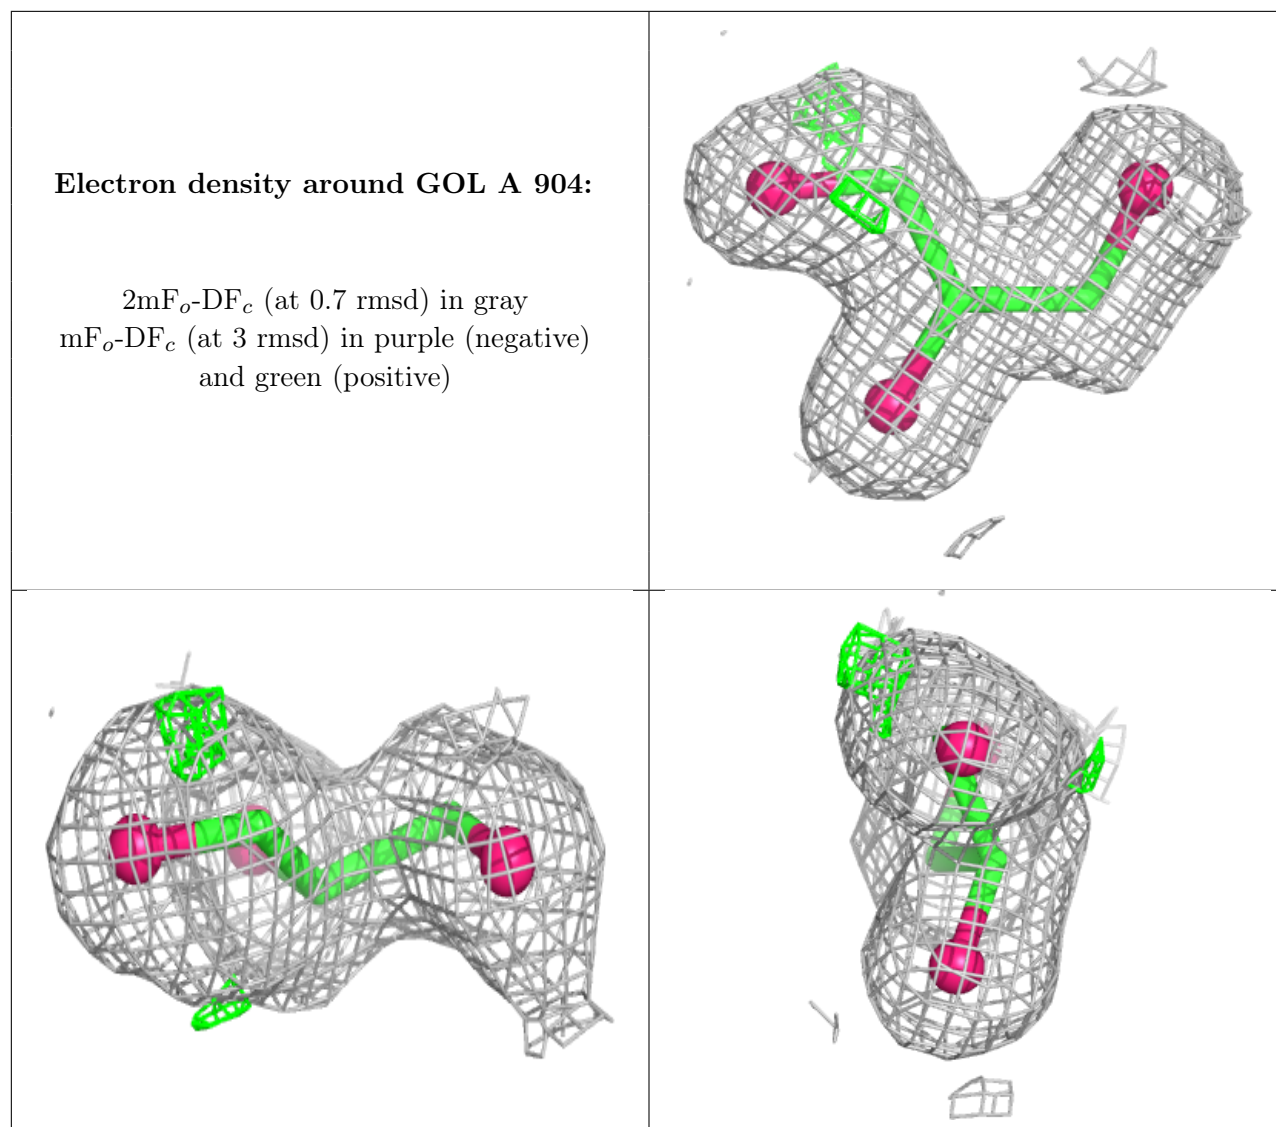 Electron density around GOL A 904:
2mFo-DFc (at 0.7 rmsd) in gray
mFo-DFc (at 3 rmsd) in purple (negative)
and green (positive)